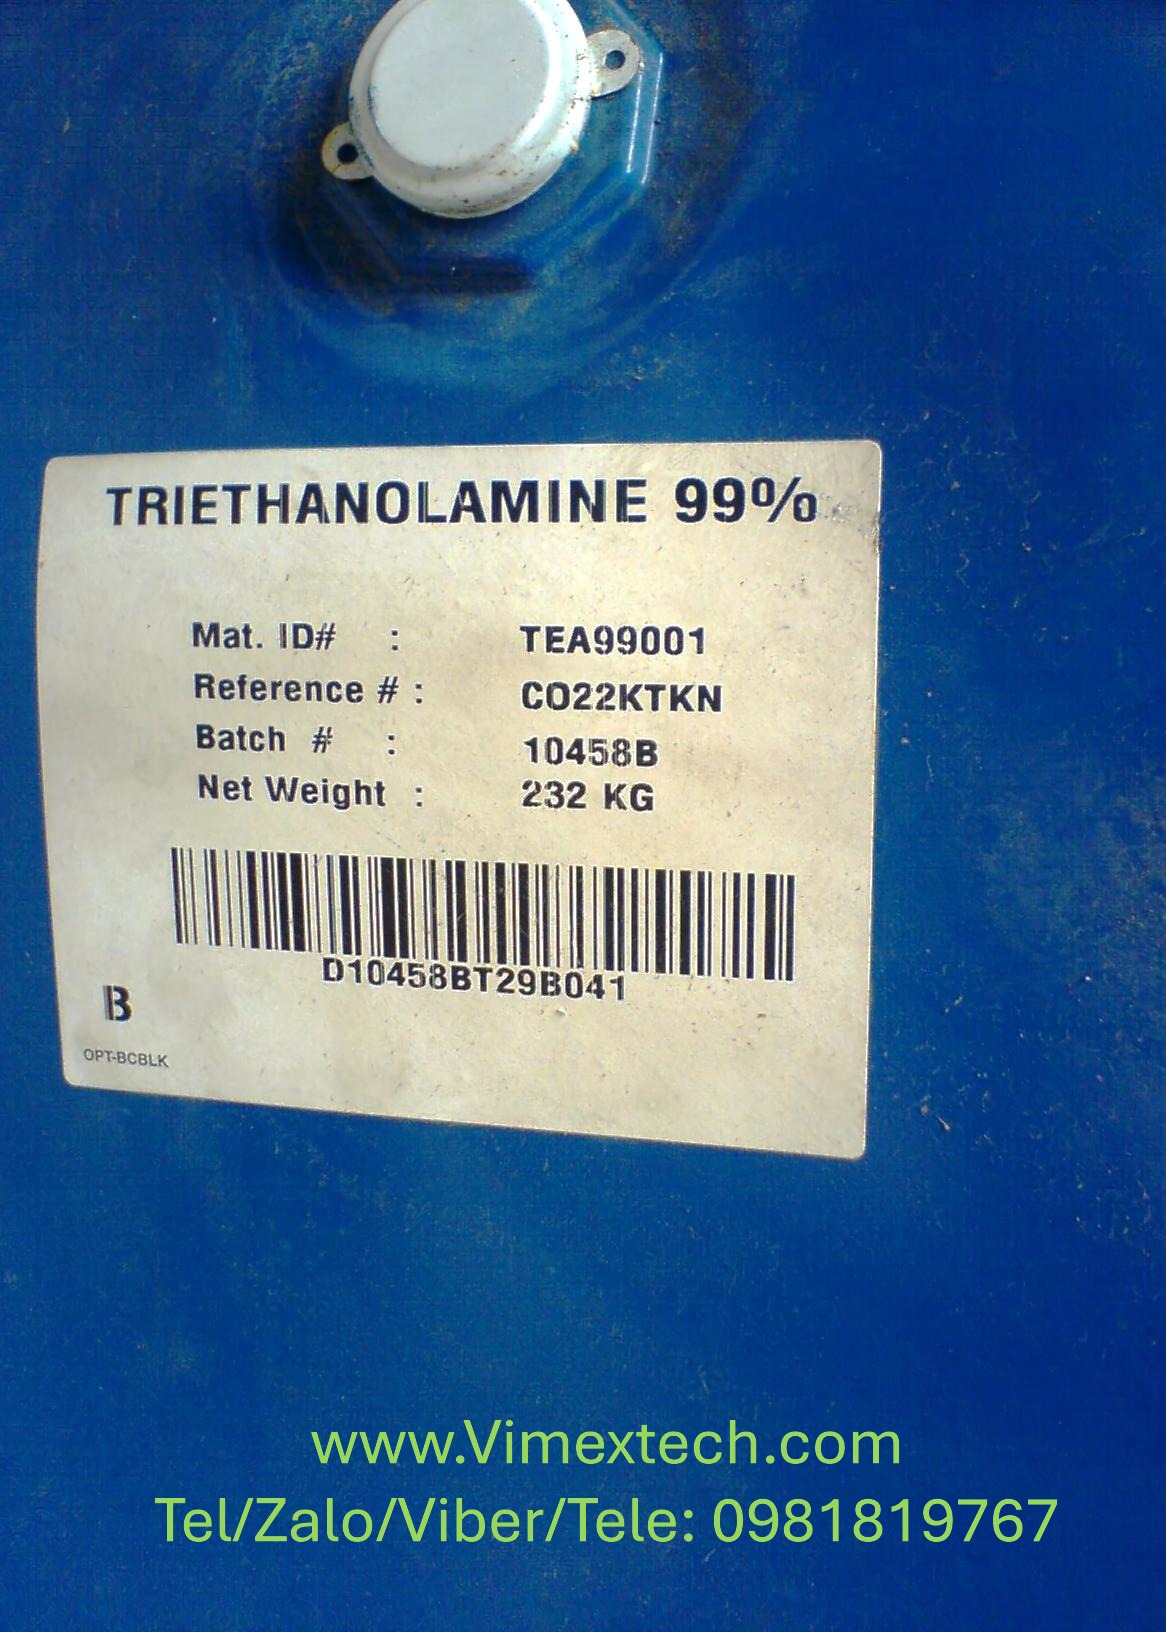 TRIETHANOLAMINE 99%
Mat. ID# : TEA99001
Reference # : CO22KTKN
Batch # : 10458B
Net Weight : 232 KG
D10458BT29B041
B
OPT-BCBLK
www.Vimextech.com
Tel/Zalo/Viber/Tele: 0981819767